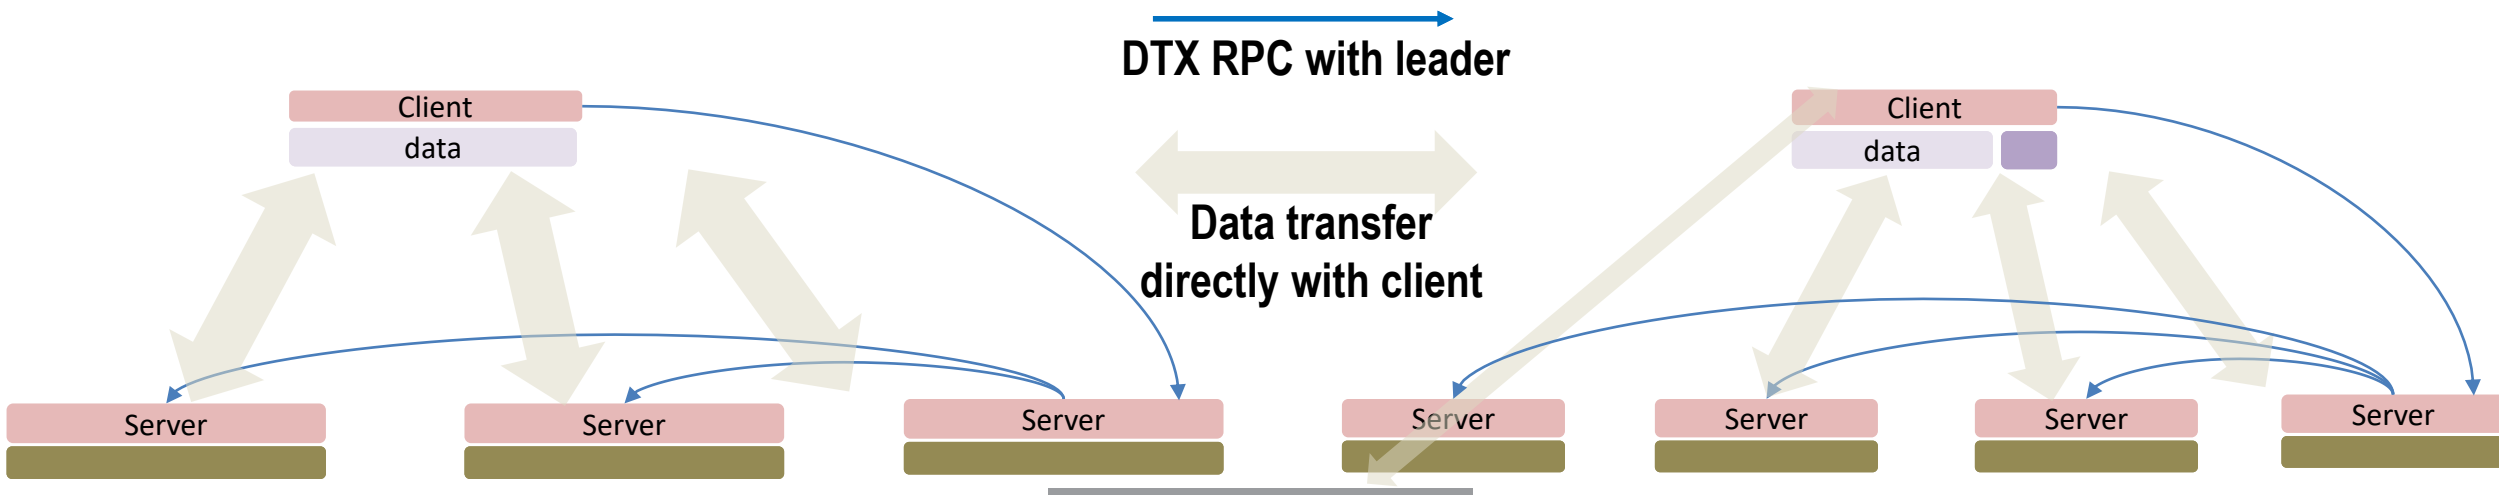 DTX RPC with leader
Client
data
Data transfer
directly with client
Client
data
Server
Server
Server
Server
Server
Server
Server